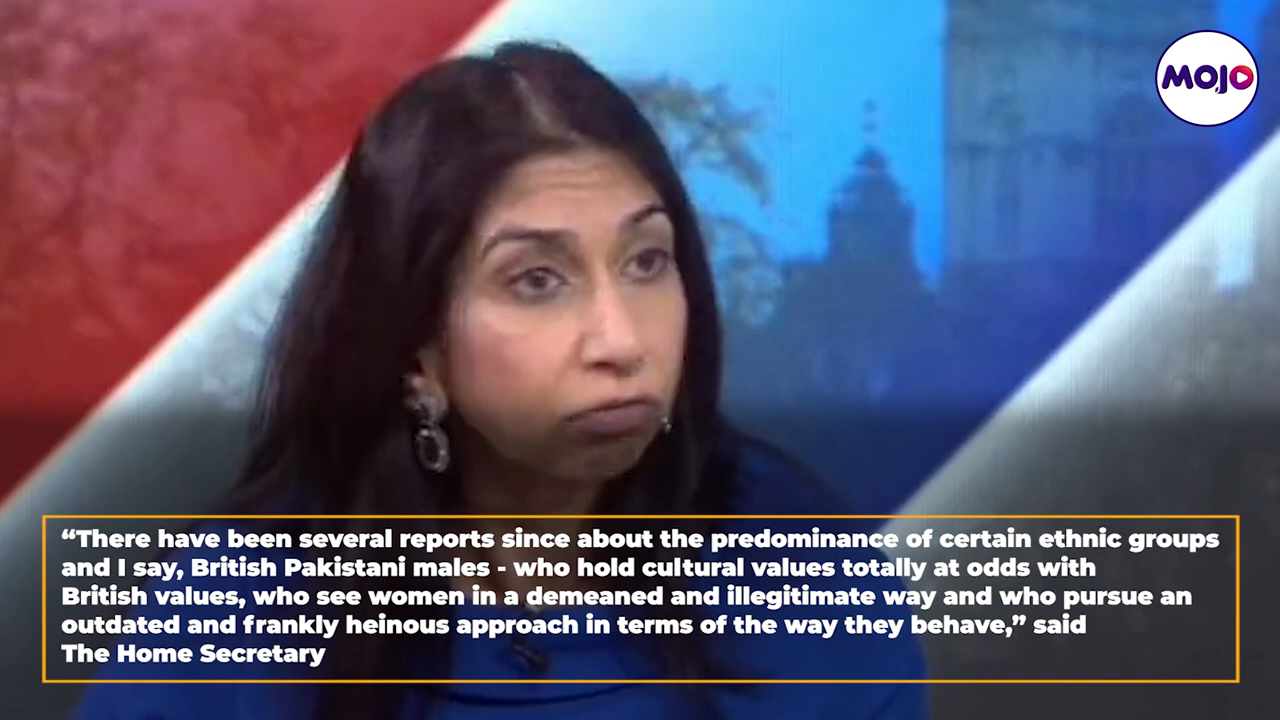 MOJO
“There have been several reports since about the predominance of certain ethnic groups
and I say, British Pakistani males - who hold cultural values totally at odds with
British values, who see women in a demeaned and illegitimate way and who pursue an
outdated and frankly heinous approach in terms of the way they behave,” said
The Home Secretary